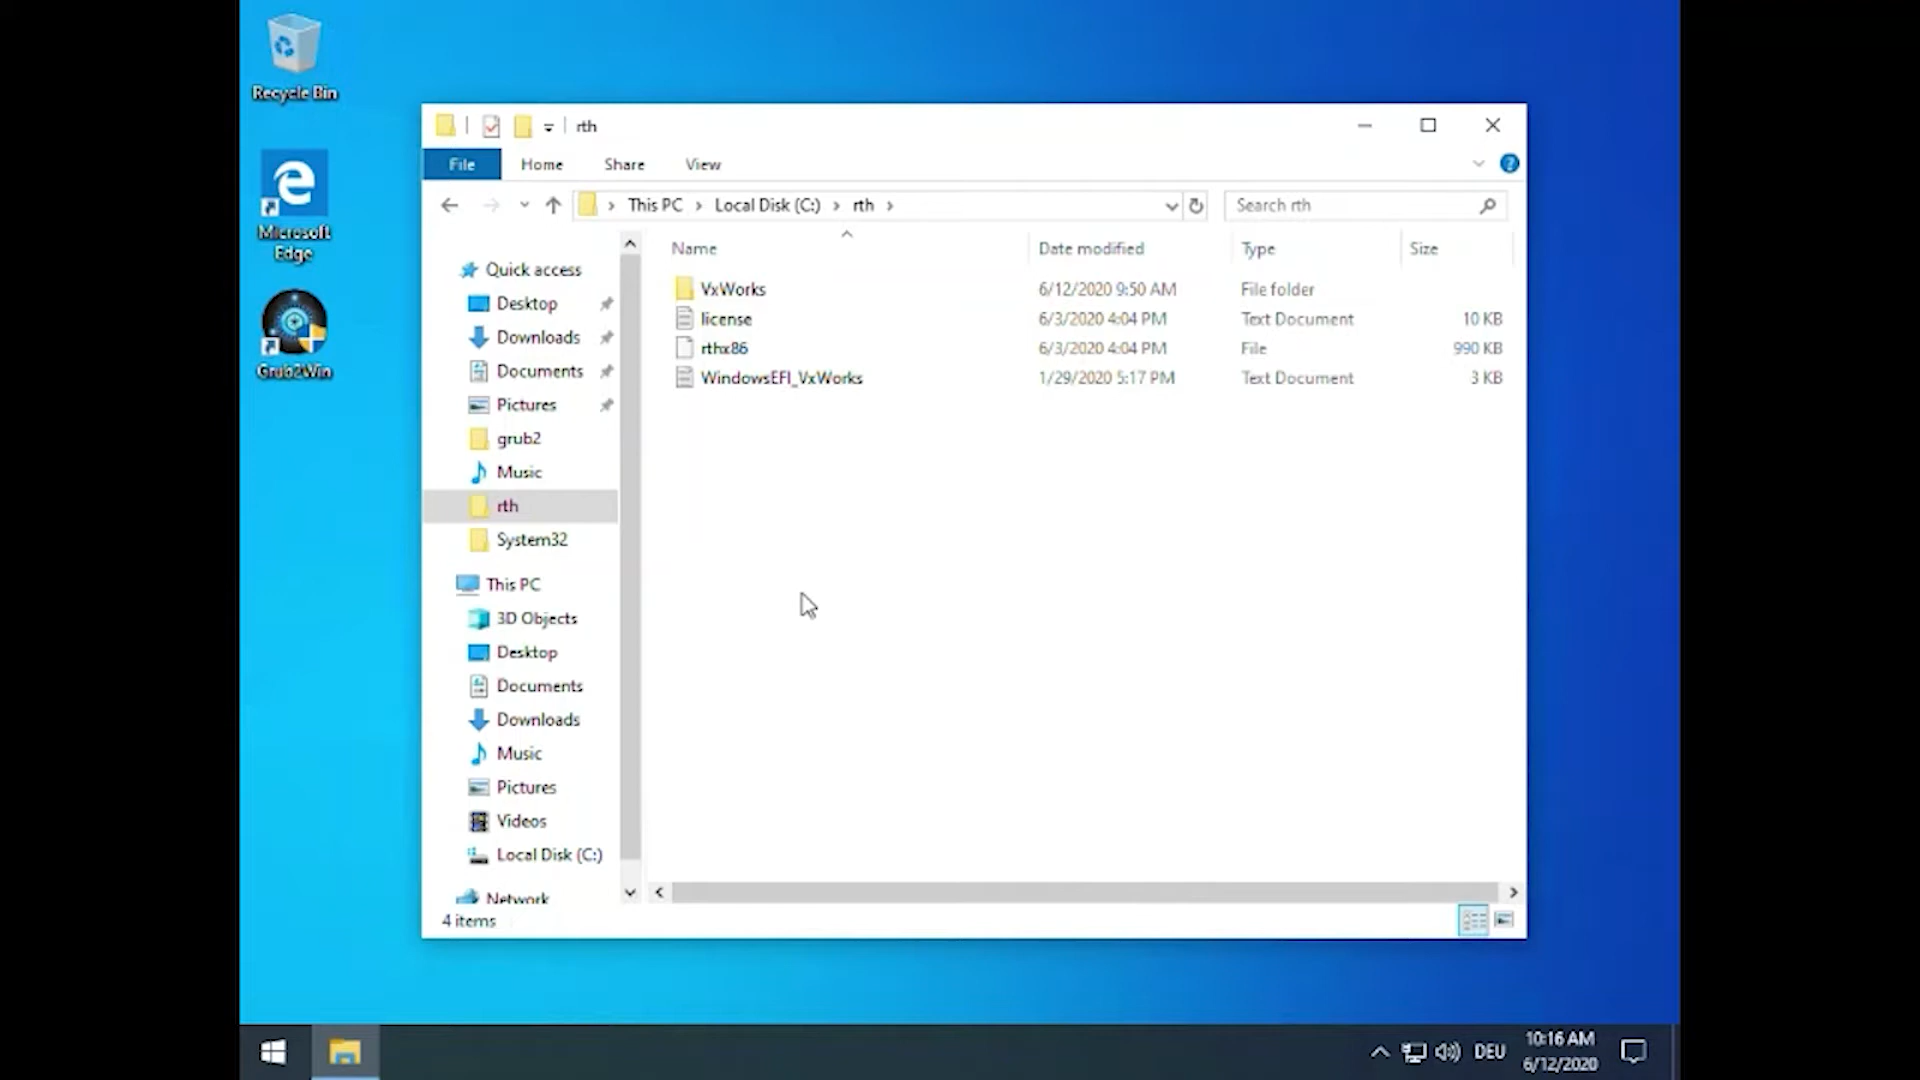 Recycle Bin
Microsoft
Edge
Grub2Win
rth
File Home Share View
This PC > Local Disk (C:) > rth >
Search rth
Name Date modified Type Size
VxWorks 6/12/2020 9:50 AM File folder
license 6/3/2020 4:04 PM Text Document 10 KB
rthx86 6/3/2020 4:04 PM File 990 KB
WindowsEFI_VxWorks 1/29/2020 5:17 PM Text Document 3 KB
Quick access
Desktop
Downloads
Documents
Pictures
grub2
Music
rth
System32
This PC
3D Objects
Desktop
Documents
Downloads
Music
Pictures
Videos
Local Disk (C:)
Network
4 items
DEU
10:16 AM
6/12/2020